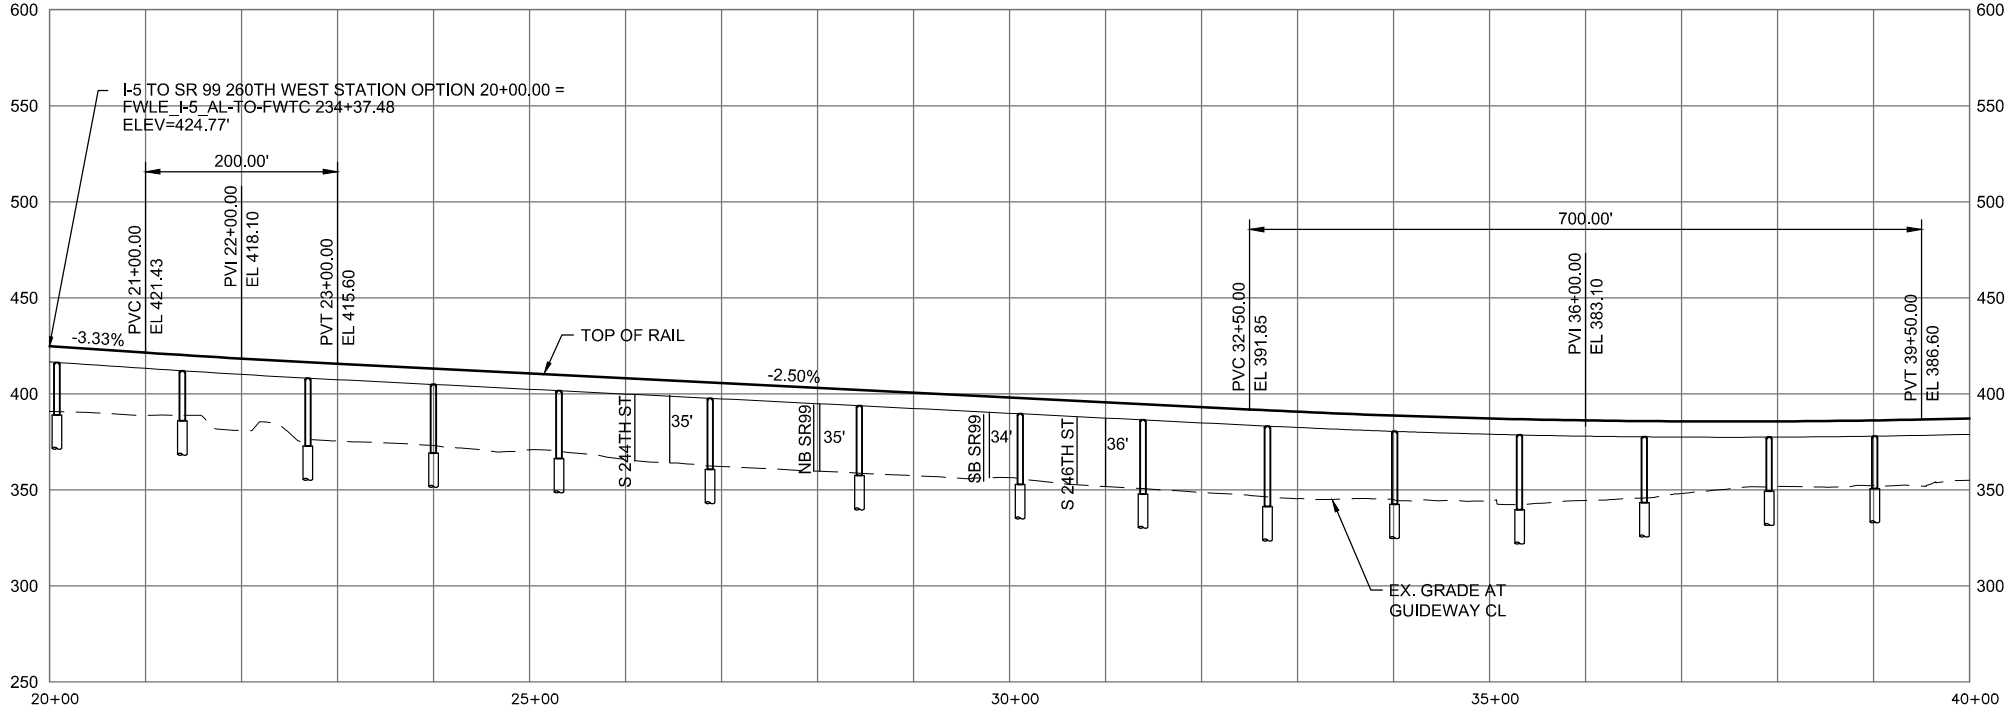 600
600
I-5 TO SR 99 260TH WEST STATION OPTION 20+00.00 =
FWLE_I-5_AL-TO-FWTC 234+37.48
ELEV=424.77'
550
550
200.00'
500
500
700.00'
PVC 21+00.00
EL 421.43
PVI 22+00.00
EL 418.10
PVT 23+00.00
EL 415.60
PVC 32+50.00
EL 391.85
PVI 36+00.00
EL 383.10
PVT 39+50.00
EL 386.60
450
450
-3.33%
TOP OF RAIL
-2.50%
400
400
S 244TH ST
35'
NB SR99
35'
SB SR99
34'
S 246TH ST
36'
350
350
EX. GRADE AT
GUIDEWAY CL
300
300
250
20+00
25+00
30+00
35+00
40+00